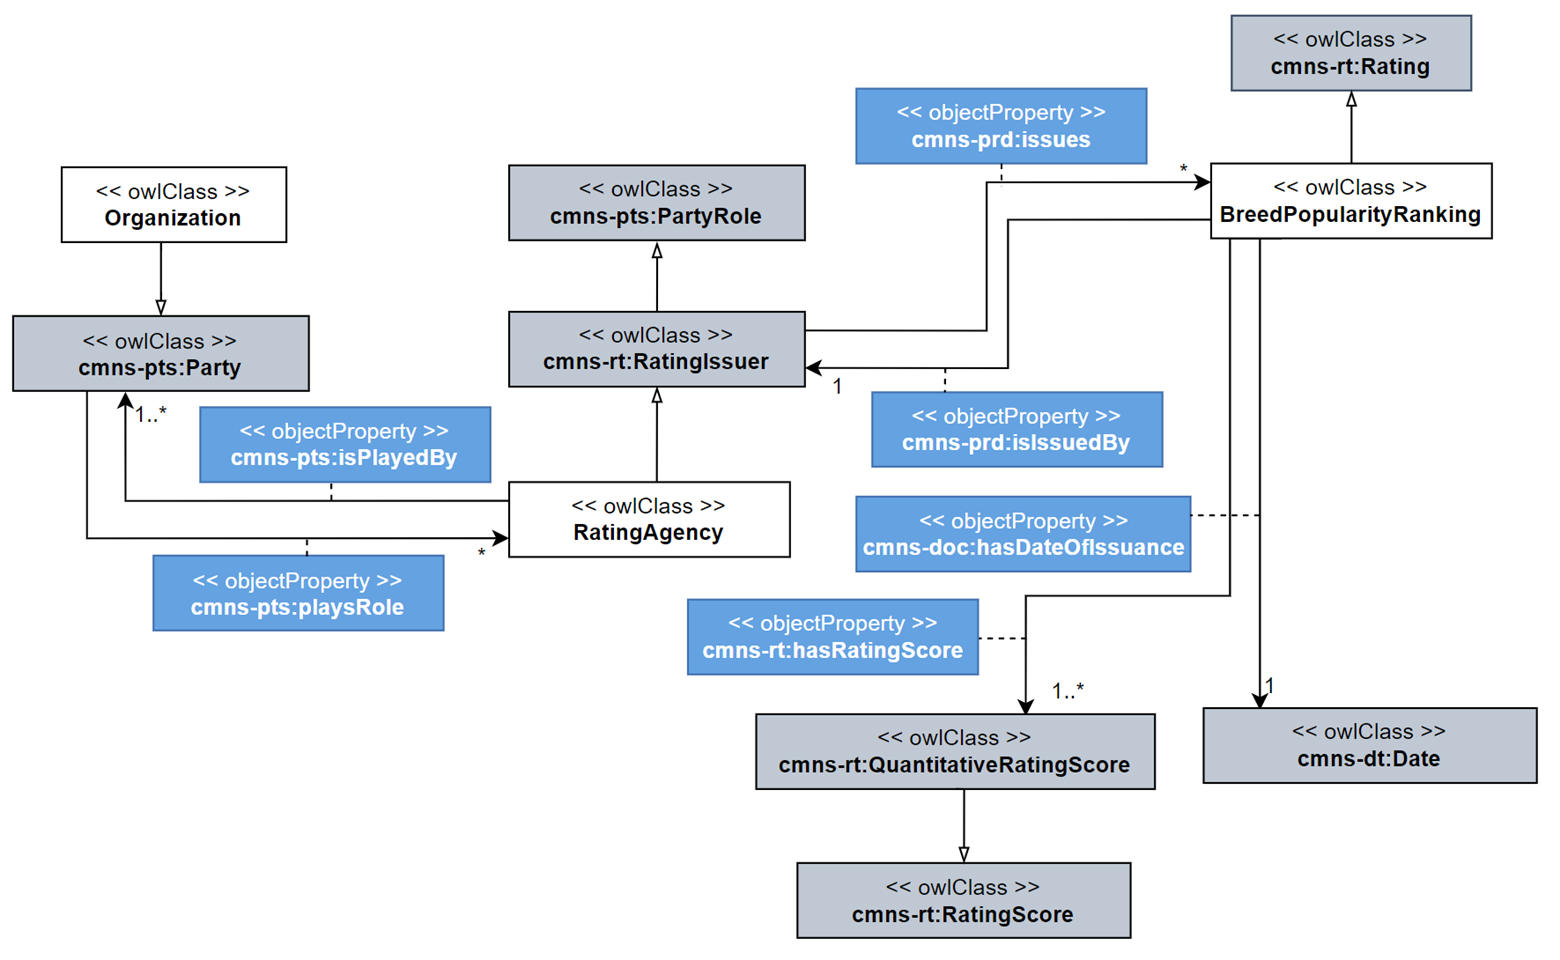 << owlClass >>
cmns-rt:Rating
<< objectProperty >>
cmns-prd:issues
*
<< owlClass >>
Organization
<< owlClass >>
cmns-pts:PartyRole
<< owlClass >>
BreedPopularityRanking
<< owlClass >>
cmns-pts:Party
<< owlClass >>
cmns-rt:RatingIssuer
1
1..*
<< objectProperty >>
cmns-pts:isPlayedBy
<< objectProperty >>
cmns-prd:isIssuedBy
<< owlClass >>
RatingAgency
*
<< objectProperty >>
cmns-doc:hasDateOfIssuance
<< objectProperty >>
cmns-pts:playsRole
<< objectProperty >>
cmns-rt:hasRatingScore
1..*
1
<< owlClass >>
cmns-rt:QuantitativeRatingScore
<< owlClass >>
cmns-dt:Date
<< owlClass >>
cmns-rt:RatingScore